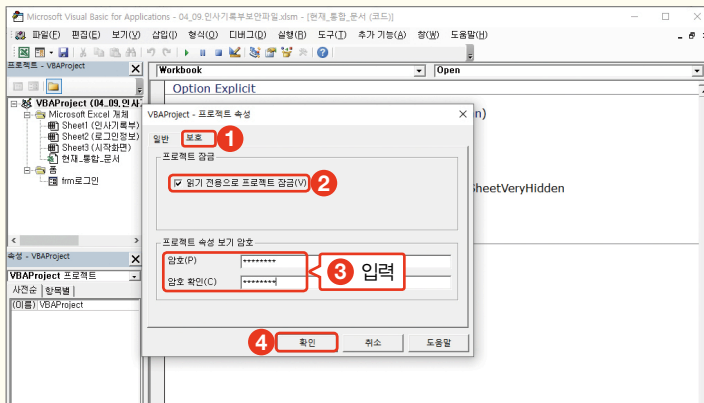 Microsoft Visual Basic for Applications - 04_09.인사기록부보안파일.xlsm - [현재_통합_문서 (코드)]
파일(F) 편집(E) 보기(V) 삽입(I) 형식(O) 디버그(D) 실행(R) 도구(T) 추가 기능(A) 창(W) 도움말(H)
프로젝트 - VBAProject
Workbook
Open
Option Explicit
VBAProject (04_09.인사
Microsoft Excel 개체
Sheet1 (인사기록부)
Sheet2 (로그인정보)
Sheet3 (시작화면)
현재_통합_문서
폼
frm로그인
VBAProject - 프로젝트 속성
일반 보호
1
프로젝트 잠금
읽기 전용으로 프로젝트 잠금(V)
2
프로젝트 속성 보기 암호
암호(P) ********
암호 확인(C) ********
3 입력
4
확인 취소 도움말
n)
SheetVeryHidden
속성 - VBAProject
VBAProject 프로젝트
사전순 항목별
(이름) VBAProject